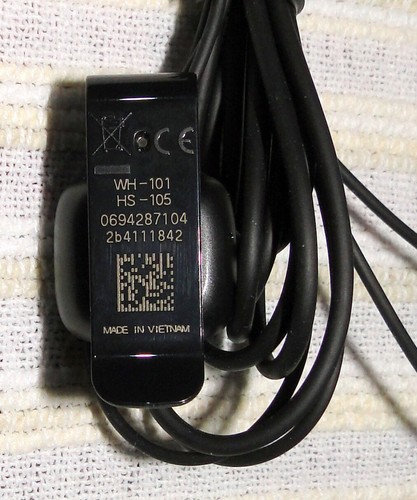 CE
WH-101
HS-105
0694287104
2b4111842
MADE IN VIETNAM